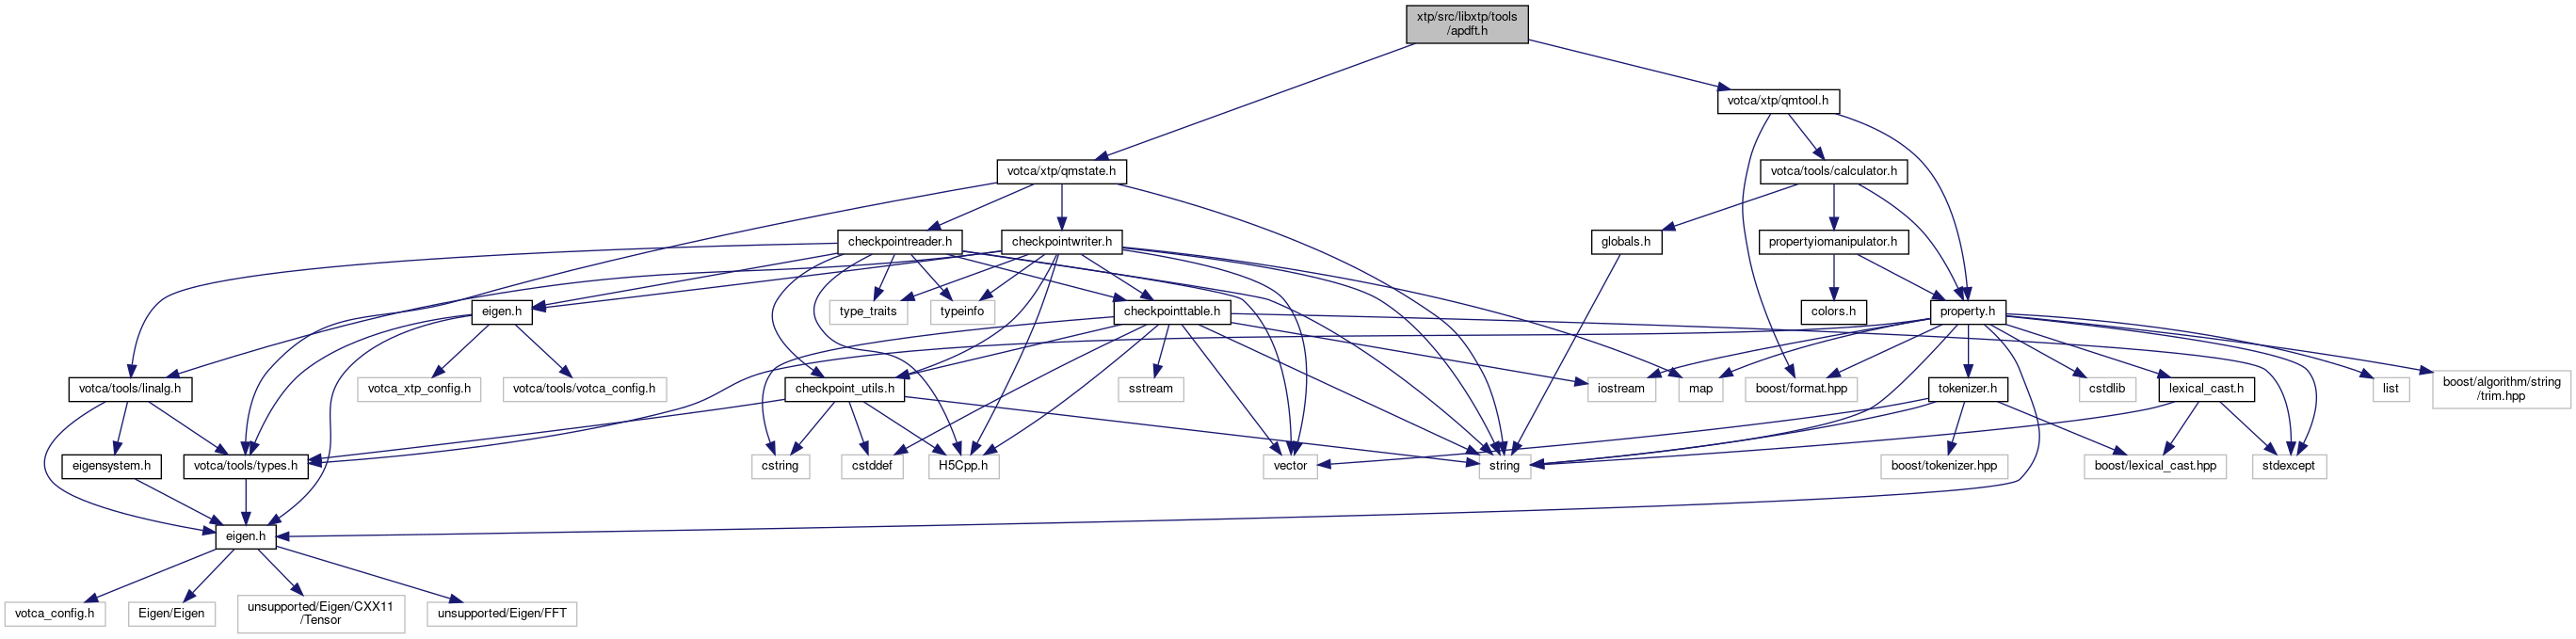 xtp/src/libxtp/tools
/apdft.h
votca/xtp/qmtool.h
votca/xtp/qmstate.h
votca/tools/calculator.h
checkpointreader.h
checkpointwriter.h
globals.h
propertyiomanipulator.h
eigen.h
type_traits
typeinfo
checkpointtable.h
colors.h
property.h
votca/tools/linalg.h
votca_xtp_config.h
votca/tools/votca_config.h
checkpoint_utils.h
sstream
iostream
map
boost/format.hpp
tokenizer.h
cstdlib
lexical_cast.h
list
boost/algorithm/string
/trim.hpp
eigensystem.h
votca/tools/types.h
cstring
cstddef
H5Cpp.h
vector
string
boost/tokenizer.hpp
boost/lexical_cast.hpp
stdexcept
eigen.h
votca_config.h
Eigen/Eigen
unsupported/Eigen/CXX11
/Tensor
unsupported/Eigen/FFT